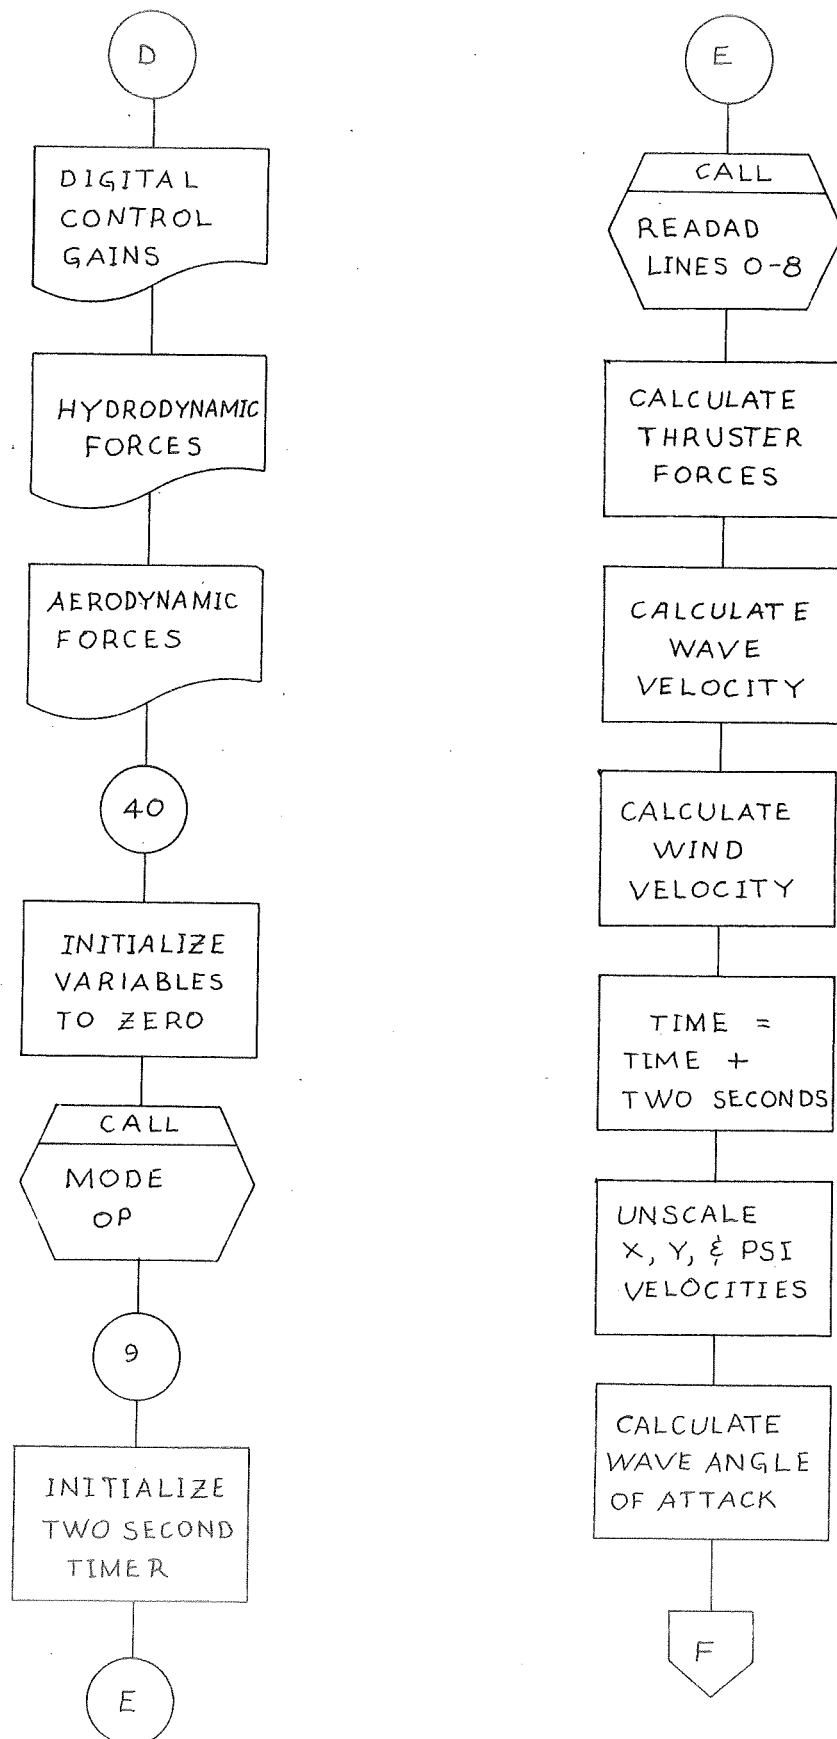 D
DIGITAL
CONTROL
GAINS
HYDRODYNAMIC
FORCES
AERODYNAMIC
FORCES
40
INITIALIZE
VARIABLES
TO ZERO
CALL
MODE
OP
9
INITIALIZE
TWO SECOND
TIMER
E
E
CALL
READAD
LINES 0-8
CALCULATE
THRUSTER
FORCES
CALCULATE
WAVE
VELOCITY
CALCULATE
WIND
VELOCITY
TIME =
TIME +
TWO SECONDS
UNSCALE
X, Y, & PSI
VELOCITIES
CALCULATE
WAVE ANGLE
OF ATTACK
F